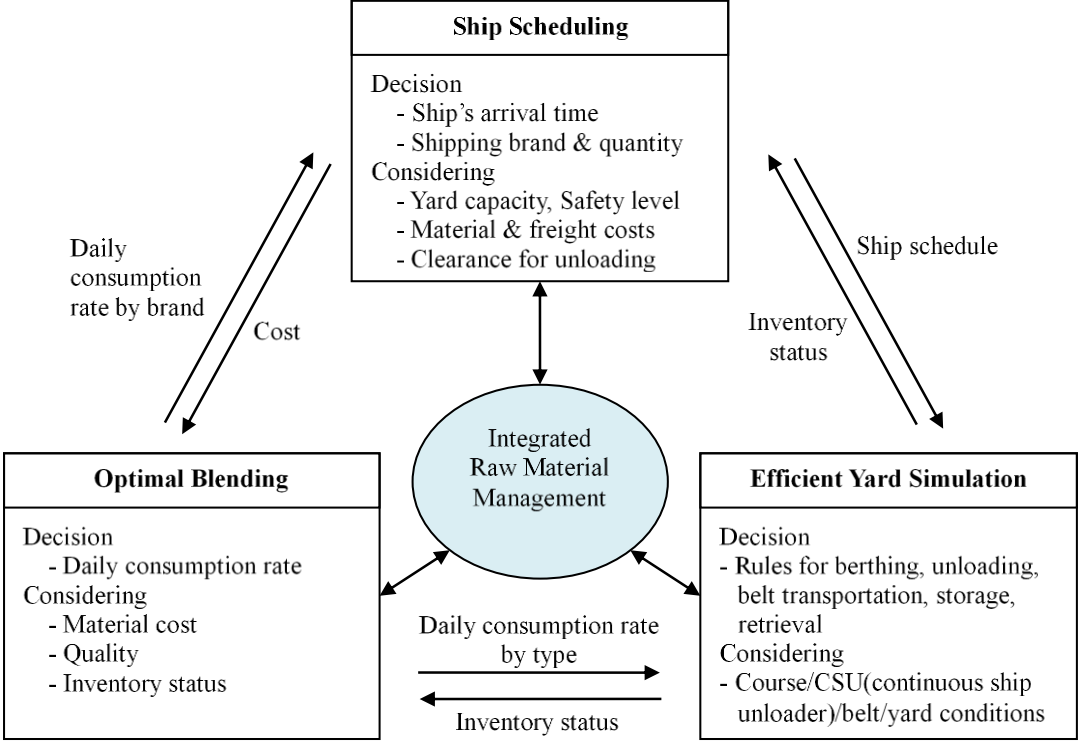 Ship Scheduling
Decision
- Ship’s arrival time
- Shipping brand & quantity
Considering
- Yard capacity, Safety level
- Material & freight costs
- Clearance for unloading
Daily
consumption
rate by brand
Cost
Ship schedule
Inventory
status
Integrated
Raw Material
Management
Optimal Blending
Decision
- Daily consumption rate
Considering
- Material cost
- Quality
- Inventory status
Daily consumption rate
by type
Inventory status
Efficient Yard Simulation
Decision
- Rules for berthing, unloading,
belt transportation, storage,
retrieval
Considering
- Course/CSU(continuous ship
unloader)/belt/yard conditions